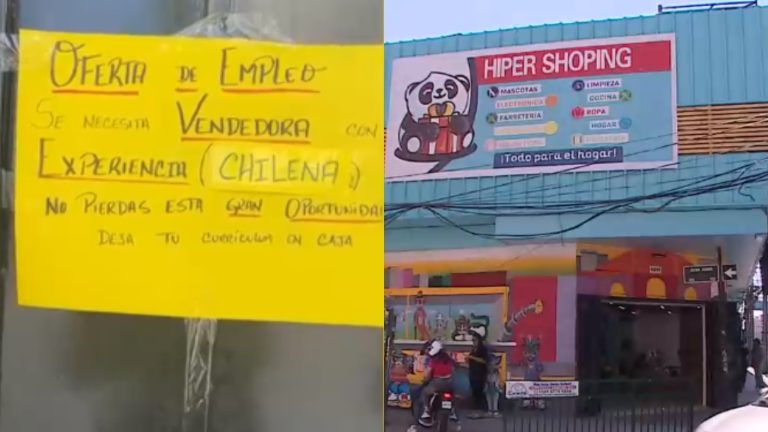 OFERTA DE EMPLEO
SE NECESITA VENDEDORA CON
EXPERIENCIA (CHILENA)
NO PIERDAS ESTA GRAN OPORTUNIDAD
DEJA TU CURRÍCULUM EN CAJA
HIPER SHOPING
MASCOTAS
LIMPIEZA
ELECTRONICA
COCINA
FERRETERIA
ROPA
HOGAR
¡Todo para el hogar!